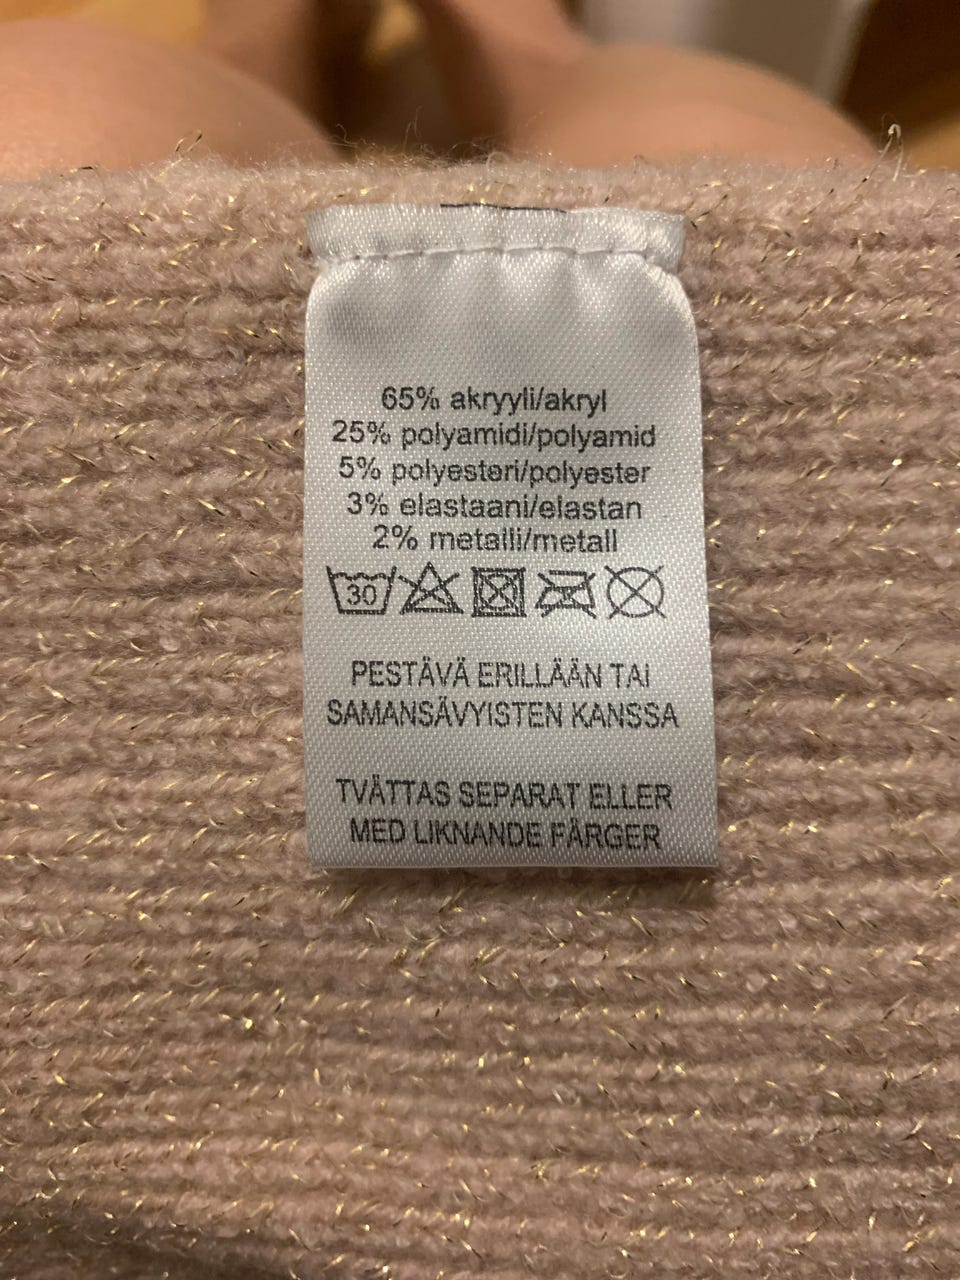 65% akryyli/akryl
25% polyamidi/polyamid
5% polyesteri/polyester
3% elastaani/elastan
2% metalli/metall
30
PESTÄVÄ ERILLÄÄN TAI
SAMANSÄVYISTEN KANSSA
TVÄTTAS SEPARAT ELLER
MED LIKNANDE FÄRGER